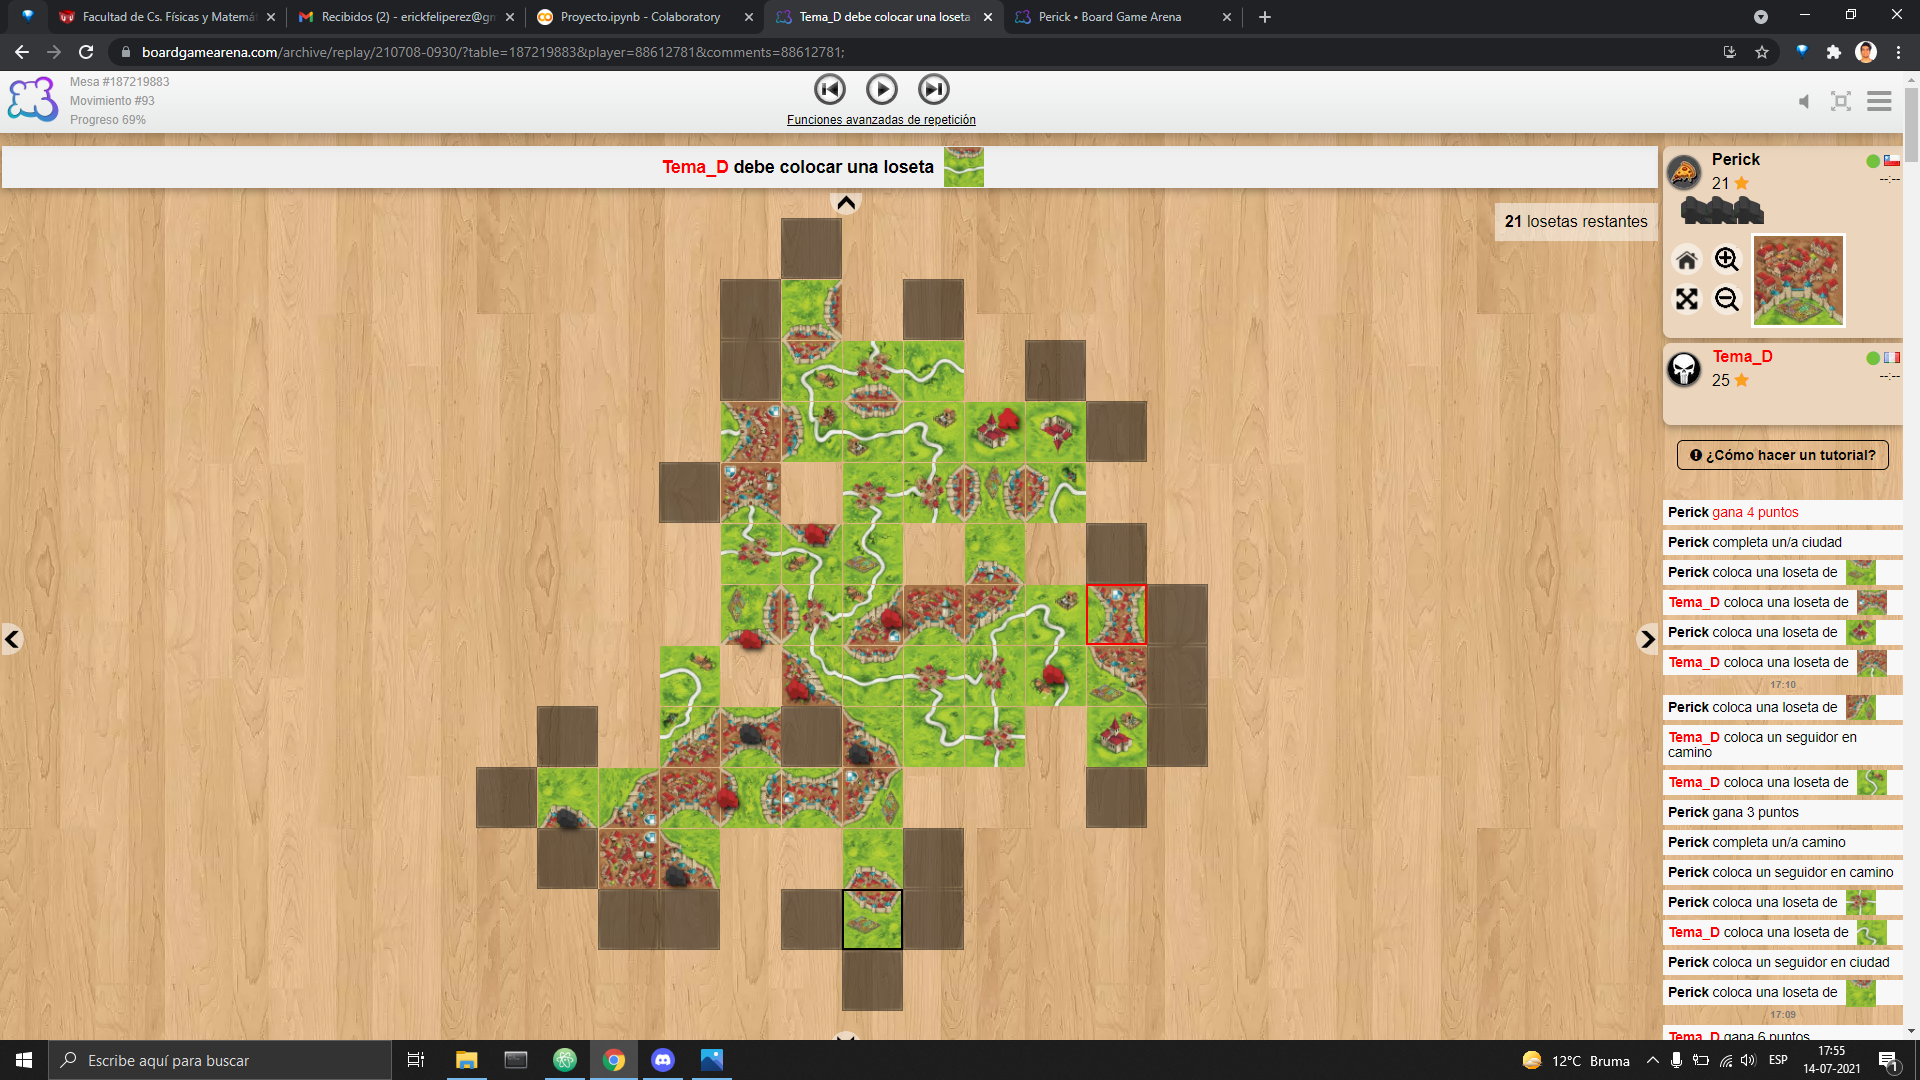 Facultad de Cs. Físicas y Matemát
Recibidos (2) - erickfeliperez@gm
Proyecto.ipynb - Colaboratory
Tema_D debe colocar una loseta
Perick • Board Game Arena
boardgamearena.com/archive/replay/210708-0930/?table=187219883&player=88612781&comments=88612781;
Mesa #187219883
Movimiento #93
Progreso 69%
Funciones avanzadas de repetición
Tema_D debe colocar una loseta
21 losetas restantes
Perick
21
--:--
Tema_D
25
--:--
¿Cómo hacer un tutorial?
Perick gana 4 puntos
Perick completa un/a ciudad
Perick coloca una loseta de
Tema_D coloca una loseta de
Perick coloca una loseta de
Tema_D coloca una loseta de
17:10
Perick coloca una loseta de
Tema_D coloca un seguidor en
camino
Tema_D coloca una loseta de
Perick gana 3 puntos
Perick completa un/a camino
Perick coloca un seguidor en camino
Perick coloca una loseta de
Tema_D coloca una loseta de
Perick coloca un seguidor en ciudad
Perick coloca una loseta de
17:09
Tema_D gana 6 puntos
Escribe aquí para buscar
12°C Bruma
ESP
17:55
14-07-2021
1